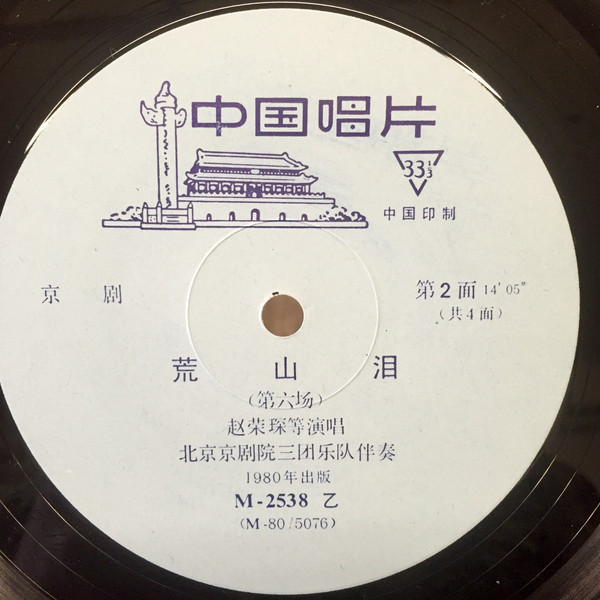 中国唱片
33 1/3
中国印制
京 剧
第2面 14′05″
(共4面)
荒山泪
(第六场)
赵荣琛等演唱
北京京剧院三团乐队伴奏
1980年出版
M-2538 乙
(M-80/5076)